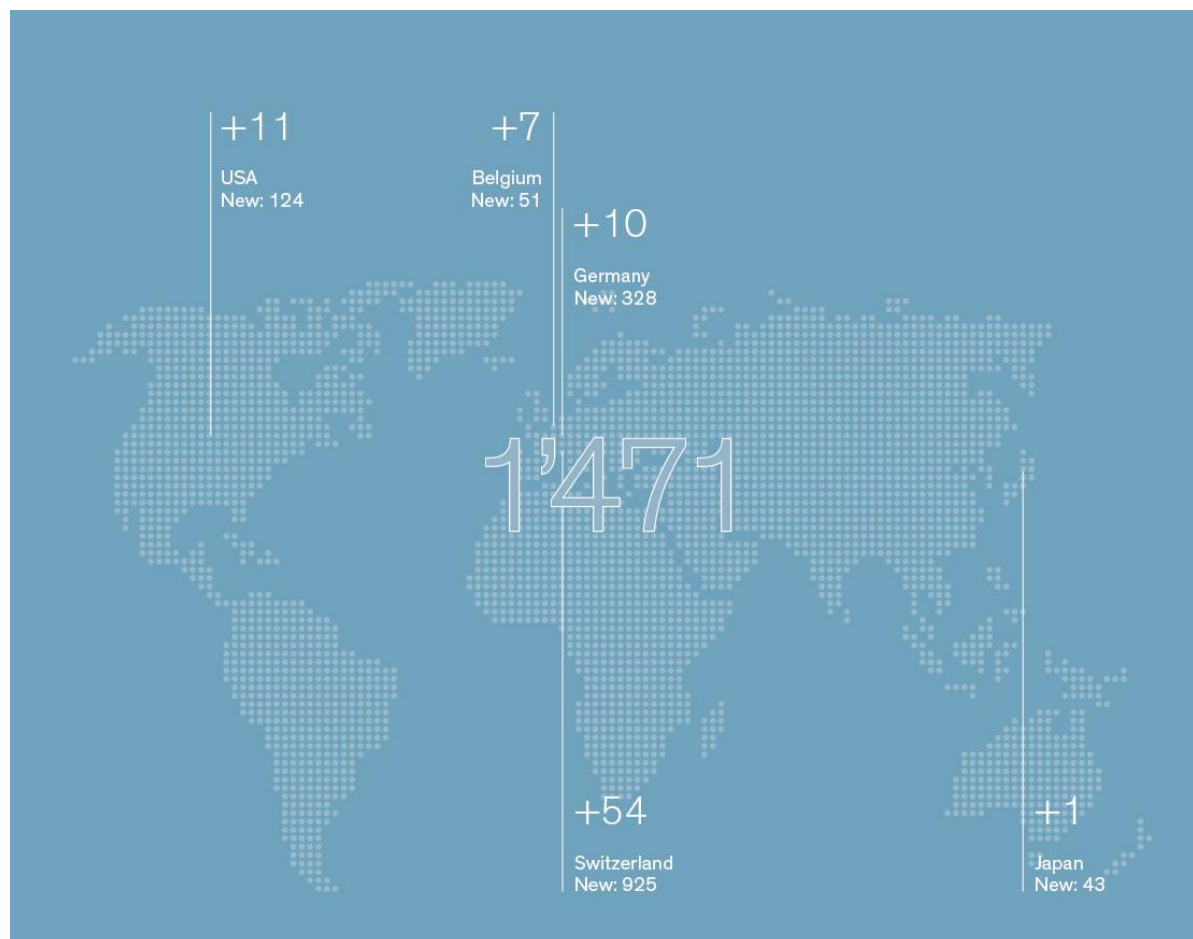 +11
USA
New: 124
+7
Belgium
New: 51
+10
Germany
New: 328
1’471
+54
Switzerland
New: 925
+1
Japan
New: 43